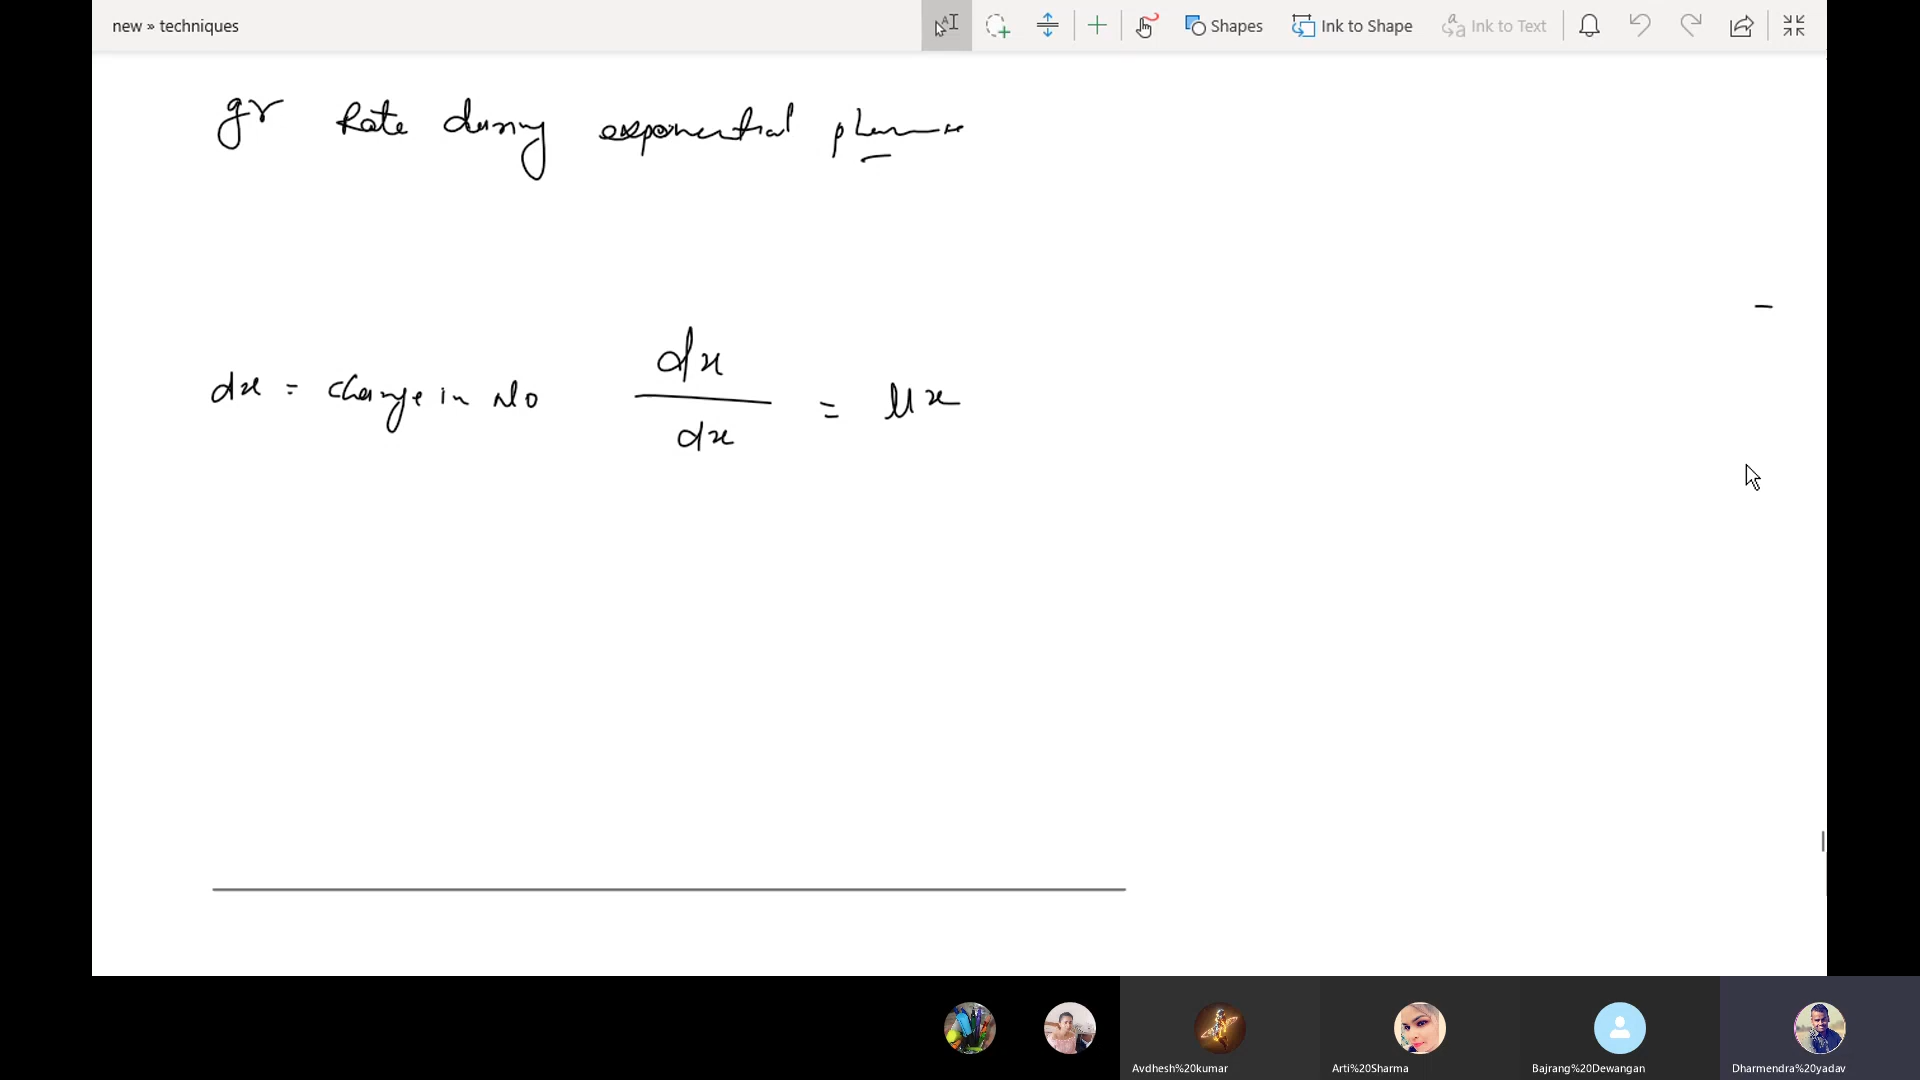 new » techniques
Shapes
Ink to Shape
Ink to Text
gr Rate during exponential phase
dx = change in No
dx
dx
= μx
Avdhesh%20kumar
Arti%20Sharma
Bajrang%20Dewangan
Dharmendra%20yadav